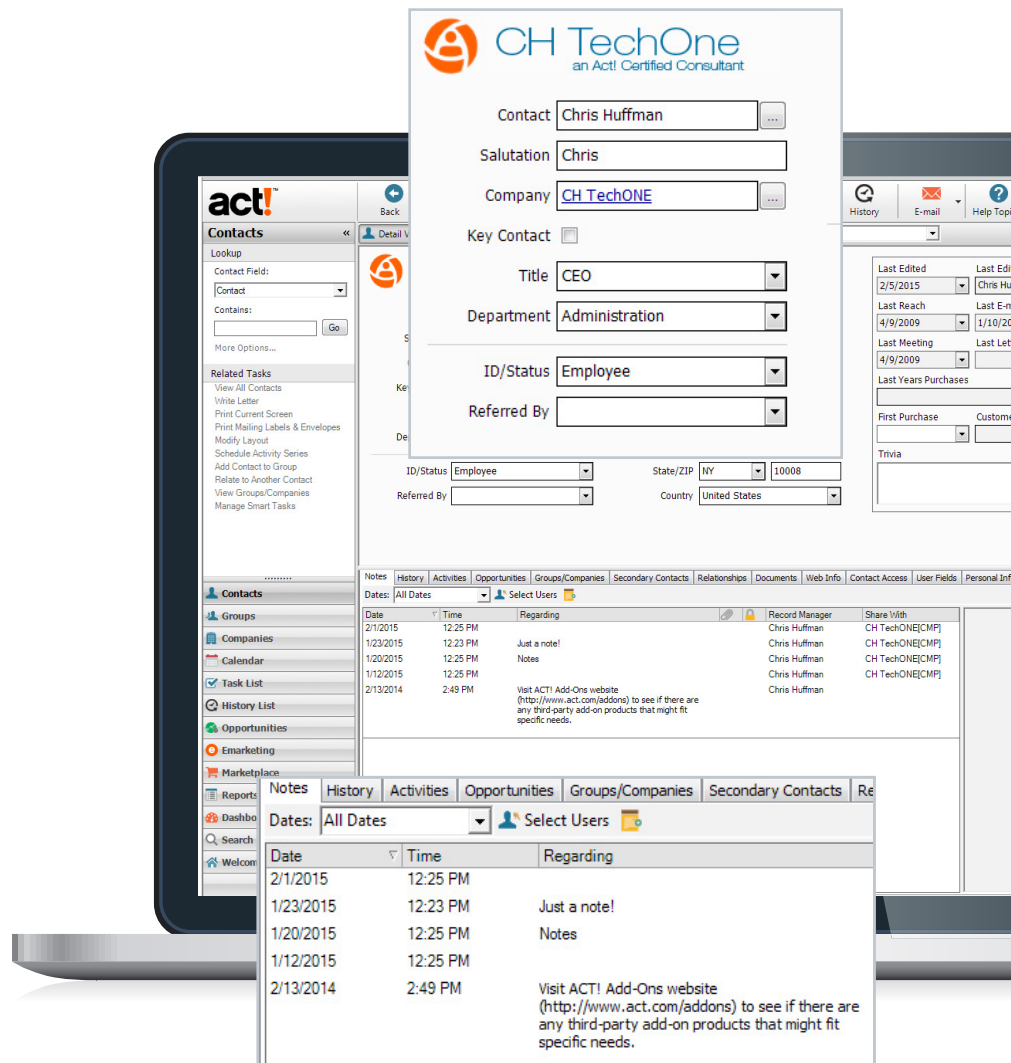 CH TechOne
an Act! Certified Consultant
Contact Chris Huffman ...
Salutation Chris
Company CH TechONE ...
Key Contact
Title CEO
Department Administration
ID/Status Employee
Referred By
act!™
Back
History
E-mail
Help Topi
Contacts «
Detail V
Lookup
Contact Field:
Contact
Contains:
Go
More Options...
Related Tasks
View All Contacts
Write Letter
Print Current Screen
Print Mailing Labels & Envelopes
Modify Layout
Schedule Activity Series
Add Contact to Group
Relate to Another Contact
View Groups/Companies
Manage Smart Tasks
Contacts
Groups
Companies
Calendar
Task List
History List
Opportunities
Emarketing
Marketplace
Reports
Dashbo
Search
Welcom
S
Ke
De
ID/Status Employee
Referred By
State/ZIP NY 10008
Country United States
Last Edited Last Edi
2/5/2015 Chris Hu
Last Reach Last E-m
4/9/2009 1/10/20
Last Meeting Last Let
4/9/2009
Last Years Purchases
First Purchase Custome
Trivia
Notes History Activities Opportunities Groups/Companies Secondary Contacts Relationships Documents Web Info Contact Access User Fields Personal Inf
Dates: All Dates Select Users
Date Time Regarding Record Manager Share With
2/1/2015 12:25 PM Chris Huffman CH TechONE[CMP]
1/23/2015 12:23 PM Just a note! Chris Huffman CH TechONE[CMP]
1/20/2015 12:25 PM Notes Chris Huffman CH TechONE[CMP]
1/12/2015 12:25 PM Chris Huffman CH TechONE[CMP]
2/13/2014 2:49 PM Visit ACT! Add-Ons website Chris Huffman
(http://www.act.com/addons) to see if there are
any third-party add-on products that might fit
specific needs.
Notes History Activities Opportunities Groups/Companies Secondary Contacts Re
Dates: All Dates Select Users
Date Time Regarding
2/1/2015 12:25 PM
1/23/2015 12:23 PM Just a note!
1/20/2015 12:25 PM Notes
1/12/2015 12:25 PM
2/13/2014 2:49 PM Visit ACT! Add-Ons website
(http://www.act.com/addons) to see if there are
any third-party add-on products that might fit
specific needs.